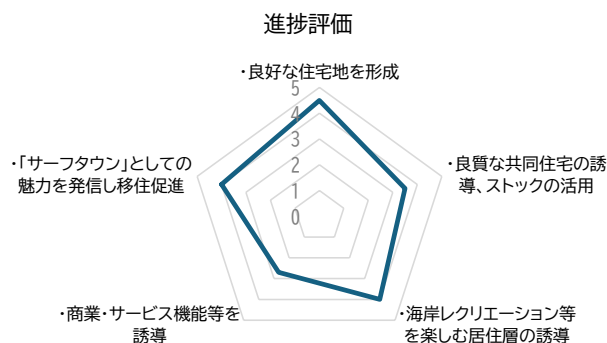 進捗評価
・良好な住宅地を形成
5
4
3
2
1
0
・良質な共同住宅の誘
導、ストックの活用
・海岸レクリエーション等
を楽しむ居住層の誘導
・商業・サービス機能等を
誘導
・「サーフタウン」としての
魅力を発信し移住促進